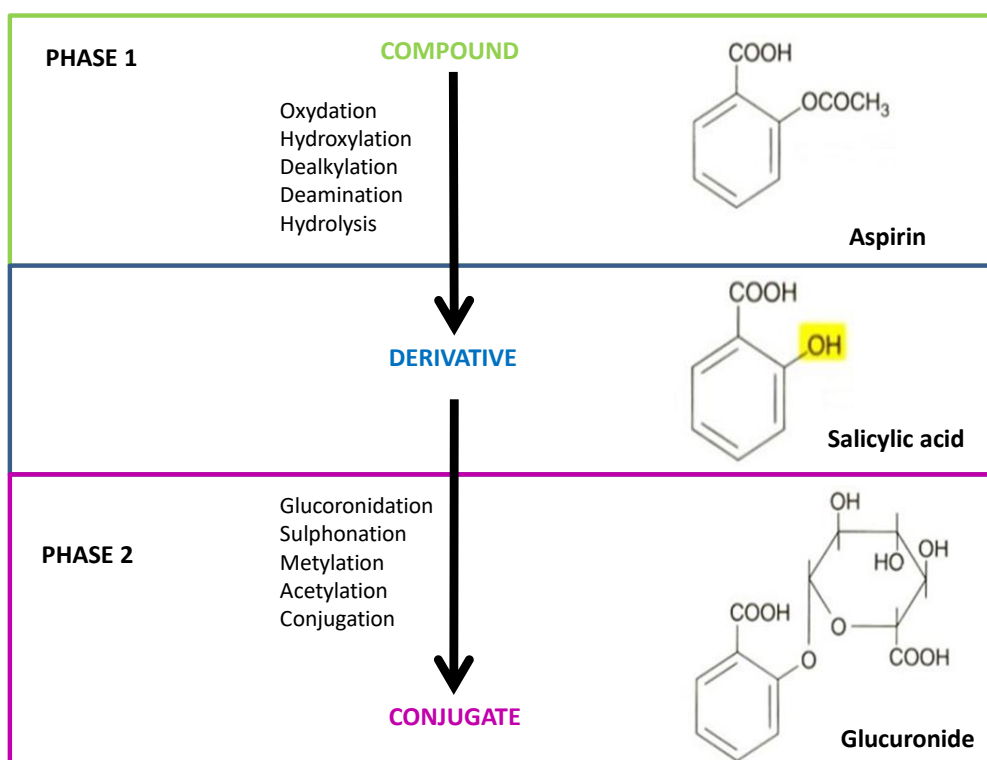 PHASE 1
COMPOUND
Oxydation
Hydroxylation
Dealkylation
Deamination
Hydrolysis
COOH
OCOCH₃
Aspirin
DERIVATIVE
COOH
OH
Salicylic acid
PHASE 2
Glucoronidation
Sulphonation
Metylation
Acetylation
Conjugation
CONJUGATE
OH
HO
OH
COOH
O
O
COOH
Glucuronide